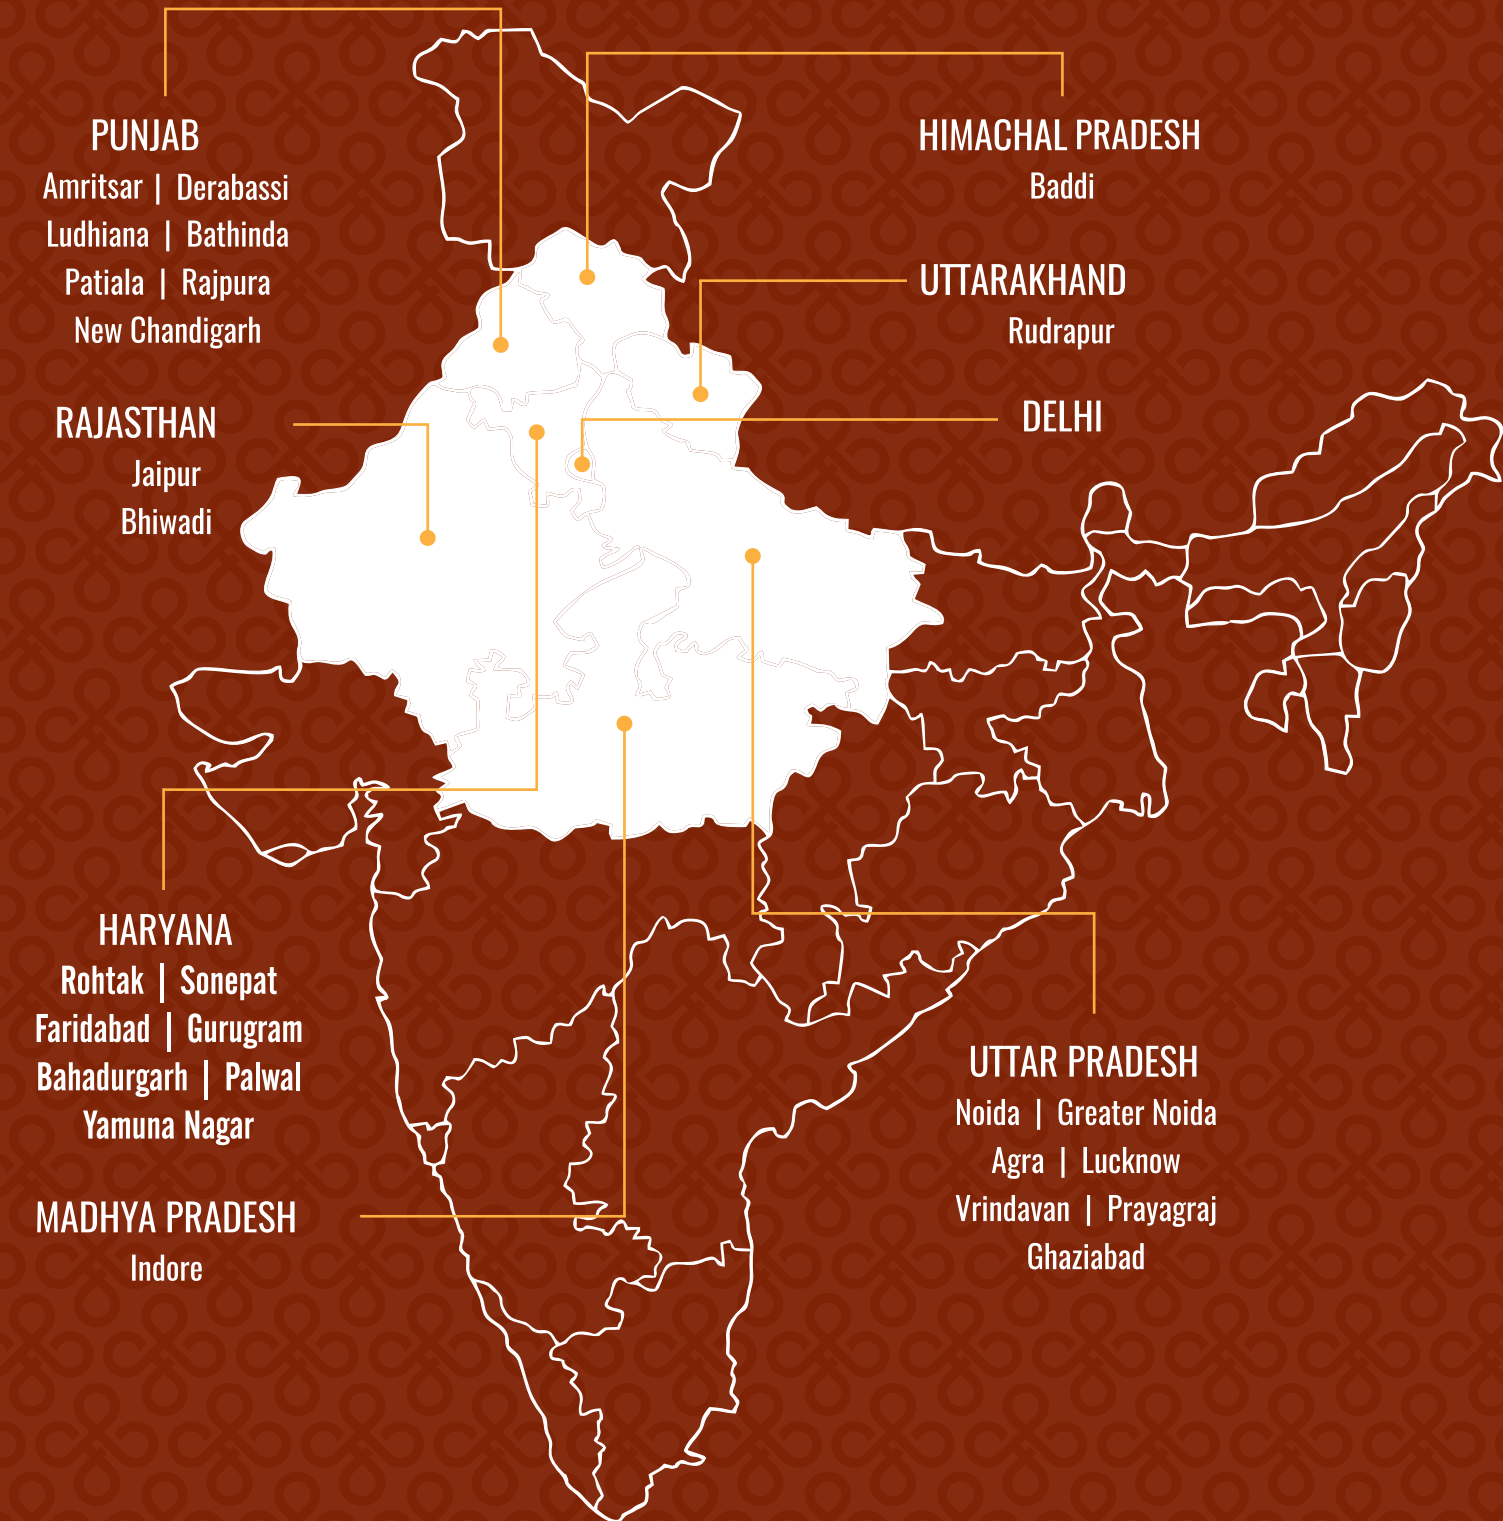 PUNJAB
Amritsar | Derabassi
Ludhiana | Bathinda
Patiala | Rajpura
New Chandigarh
RAJASTHAN
Jaipur
Bhiwadi
HARYANA
Rohtak | Sonepat
Faridabad | Gurugram
Bahadurgarh | Palwal
Yamuna Nagar
MADHYA PRADESH
Indore
HIMACHAL PRADESH
Baddi
UTTARAKHAND
Rudrapur
DELHI
UTTAR PRADESH
Noida | Greater Noida
Agra | Lucknow
Vrindavan | Prayagraj
Ghaziabad